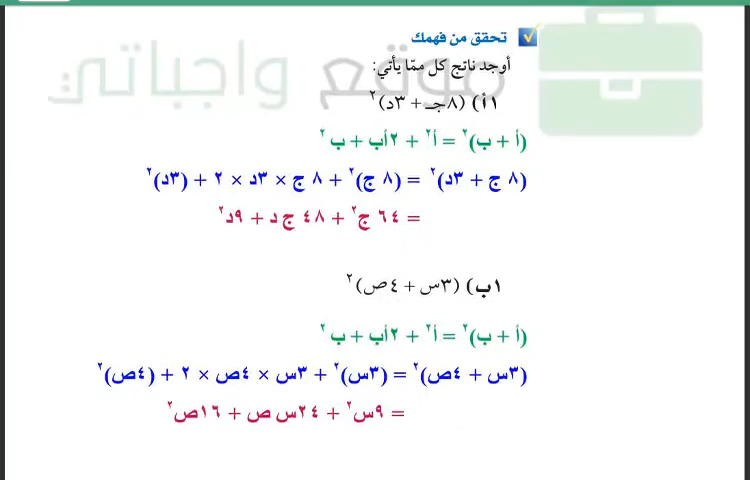 تحقق من فهمك
موقع واجباتي
أوجد ناتج كل ممّا يأتي:
١أ) (٨جـ + ٣د)٢
(أ + ب)٢ = أ٢ + ٢أب + ب٢
(٨ ج + ٣د)٢ = (٨ ج)٢ + ٨ ج × ٣د × ٢ + (٣د)٢
= ٦٤ ج٢ + ٤٨ ج د + ٩د٢
١ب) (٣س + ٤ص)٢
(أ + ب)٢ = أ٢ + ٢أب + ب٢
(٣س + ٤ص)٢ = (٣س)٢ + ٣س × ٤ص × ٢ + (٤ص)٢
= ٩س٢ + ٢٤س ص + ١٦ص٢